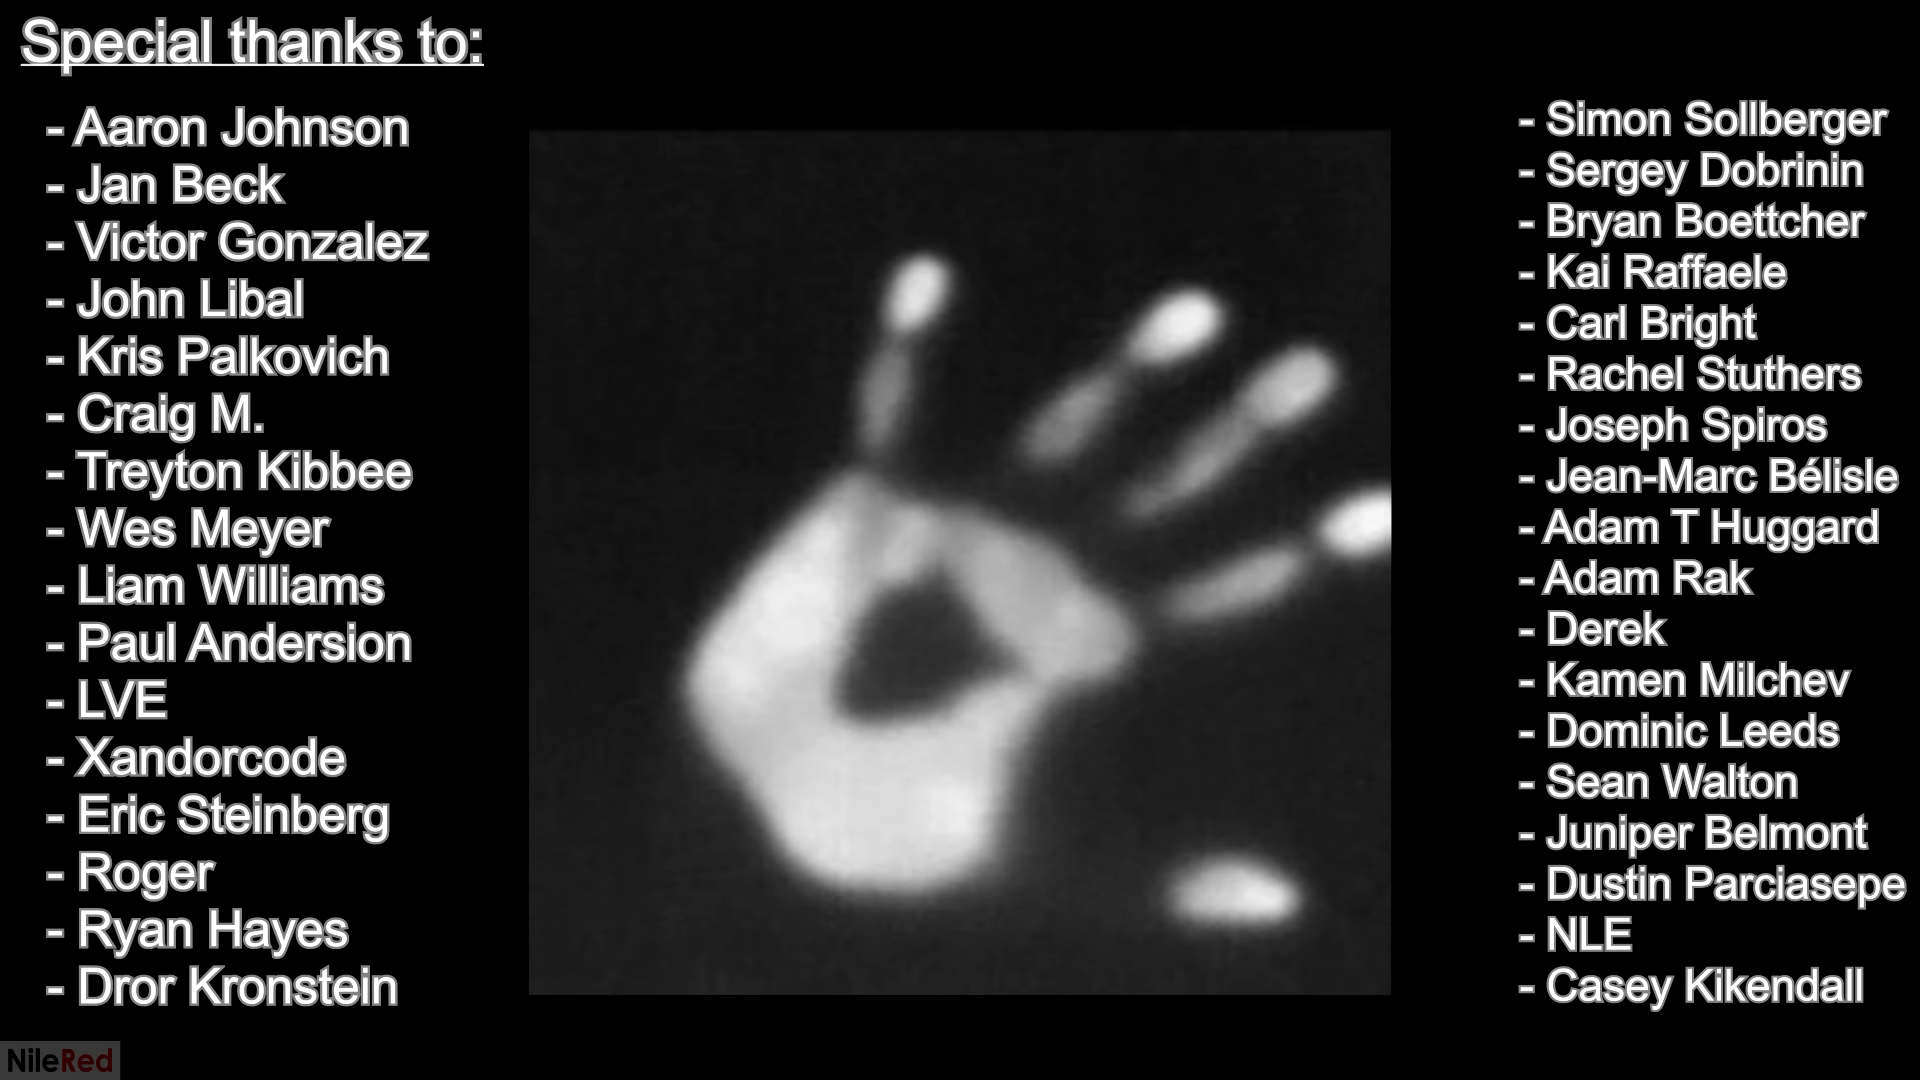 Special thanks to:
- Aaron Johnson
- Jan Beck
- Victor Gonzalez
- John Libal
- Kris Palkovich
- Craig M.
- Treyton Kibbee
- Wes Meyer
- Liam Williams
- Paul Andersion
- LVE
- Xandorcode
- Eric Steinberg
- Roger
- Ryan Hayes
- Dror Kronstein
- Simon Sollberger
- Sergey Dobrinin
- Bryan Boettcher
- Kai Raffaele
- Carl Bright
- Rachel Stuthers
- Joseph Spiros
- Jean-Marc Bélisle
- Adam T Huggard
- Adam Rak
- Derek
- Kamen Milchev
- Dominic Leeds
- Sean Walton
- Juniper Belmont
- Dustin Parciasepe
- NLE
- Casey Kikendall
NileRed